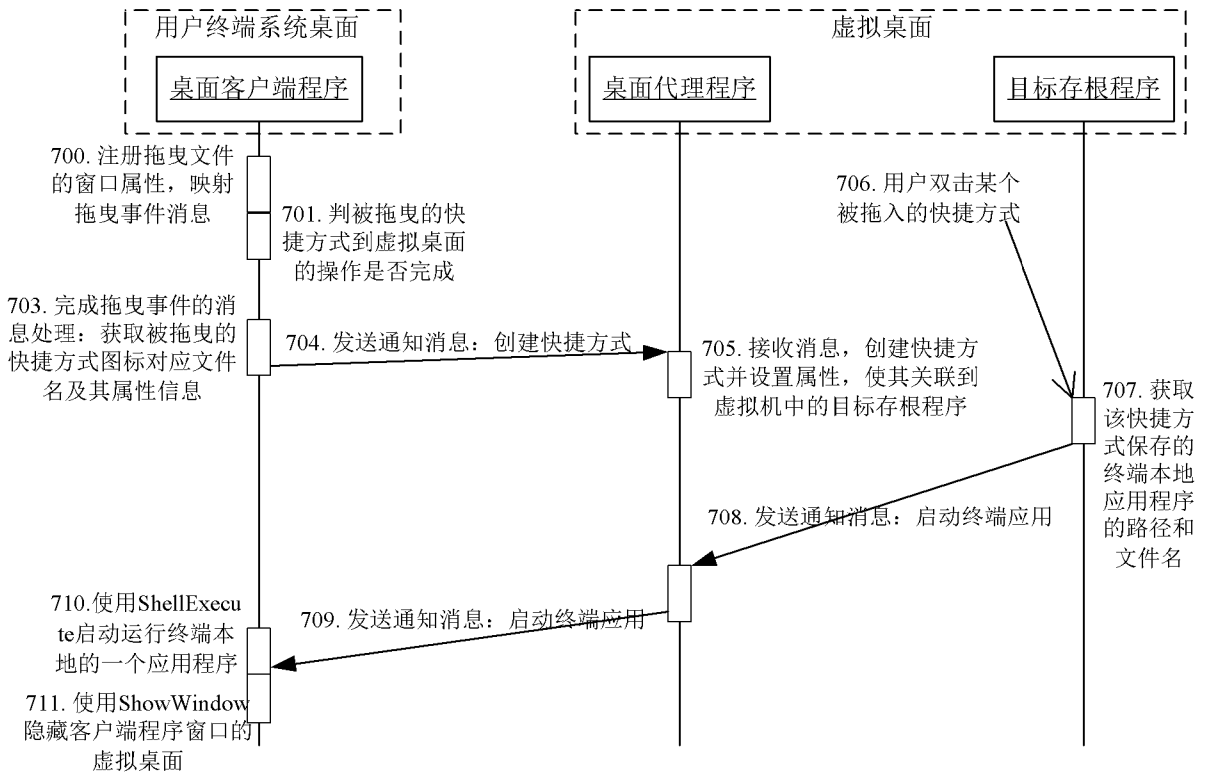 用户终端系统桌面
虚拟桌面
桌面客户端程序
桌面代理程序
目标存根程序
700. 注册拖曳文件
的窗口属性，映射
拖曳事件消息
701. 判被拖曳的快
捷方式到虚拟桌面
的操作是否完成
706. 用户双击某个
被拖入的快捷方式
703. 完成拖曳事件的消
息处理：获取被拖曳的
快捷方式图标对应文件
名及其属性信息
704. 发送通知消息：创建快捷方式
705. 接收消息，创建快捷方
式并设置属性，使其关联到
虚拟机中的目标存根程序
707. 获取
该快捷方
式保存的
终端本地
应用程序
的路径和
文件名
708. 发送通知消息：启动终端应用
709. 发送通知消息：启动终端应用
710.使用ShellExecu
te启动运行终端本
地的一个应用程序
711. 使用ShowWindow
隐藏客户端程序窗口的
虚拟桌面